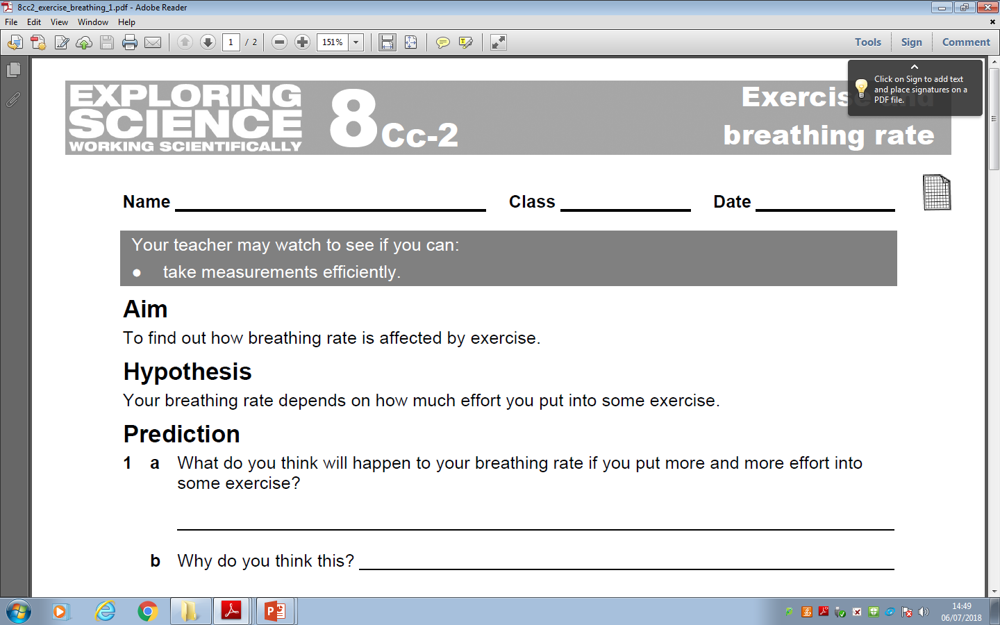 8cc2_exercise_breathing_1.pdf - Adobe Reader
File Edit View Window Help
1 / 2 151% Tools Sign Comment
Click on Sign to add text
and place signatures on a
PDF file.
EXPLORING
SCIENCE
WORKING SCIENTIFICALLY
8Cc-2
Exercise and
breathing rate
Name Class Date
Your teacher may watch to see if you can:
● take measurements efficiently.
Aim
To find out how breathing rate is affected by exercise.
Hypothesis
Your breathing rate depends on how much effort you put into some exercise.
Prediction
1 a What do you think will happen to your breathing rate if you put more and more effort into
some exercise?
b Why do you think this?
14:49
06/07/2018